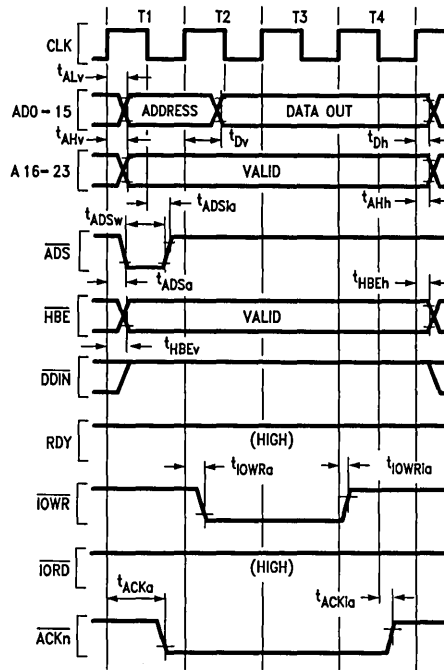 T1 T2 T3 T4
CLK
tALv
AD0-15 ADDRESS DATA OUT
tAHv tDv tDh
A 16-23 VALID
tADSw tADSia tAHh
ADS
tADSa tHBEh
HBE VALID
tHBEv
DDIN
RDY (HIGH)
tIOWRa tIOWRia
IOWR
IORD (HIGH)
tACKa tACKia
ACKn